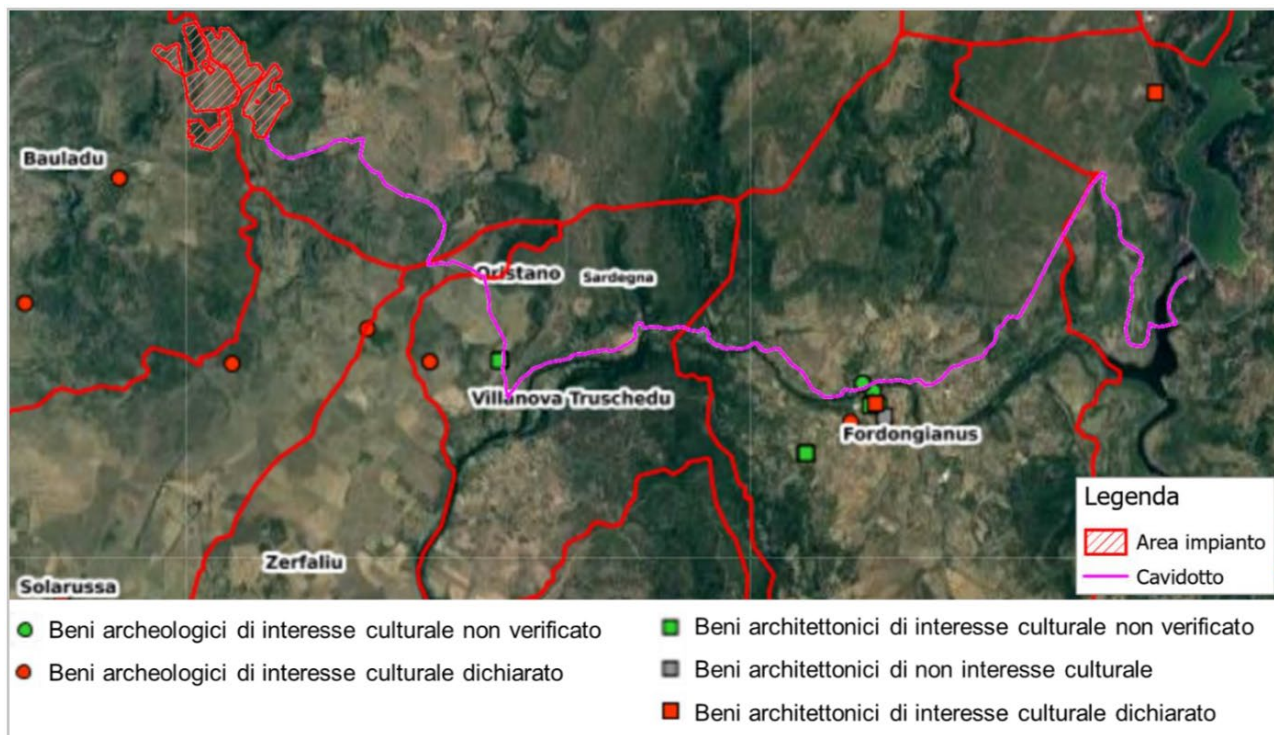 Bauladu
Oristano
Sardegna
Villanova Truschedu
Fordongianus
Zerfaliu
Solarussa
Legenda
Area impianto
Cavidotto
Beni archeologici di interesse culturale non verificato
Beni archeologici di interesse culturale dichiarato
Beni architettonici di interesse culturale non verificato
Beni architettonici di non interesse culturale
Beni architettonici di interesse culturale dichiarato